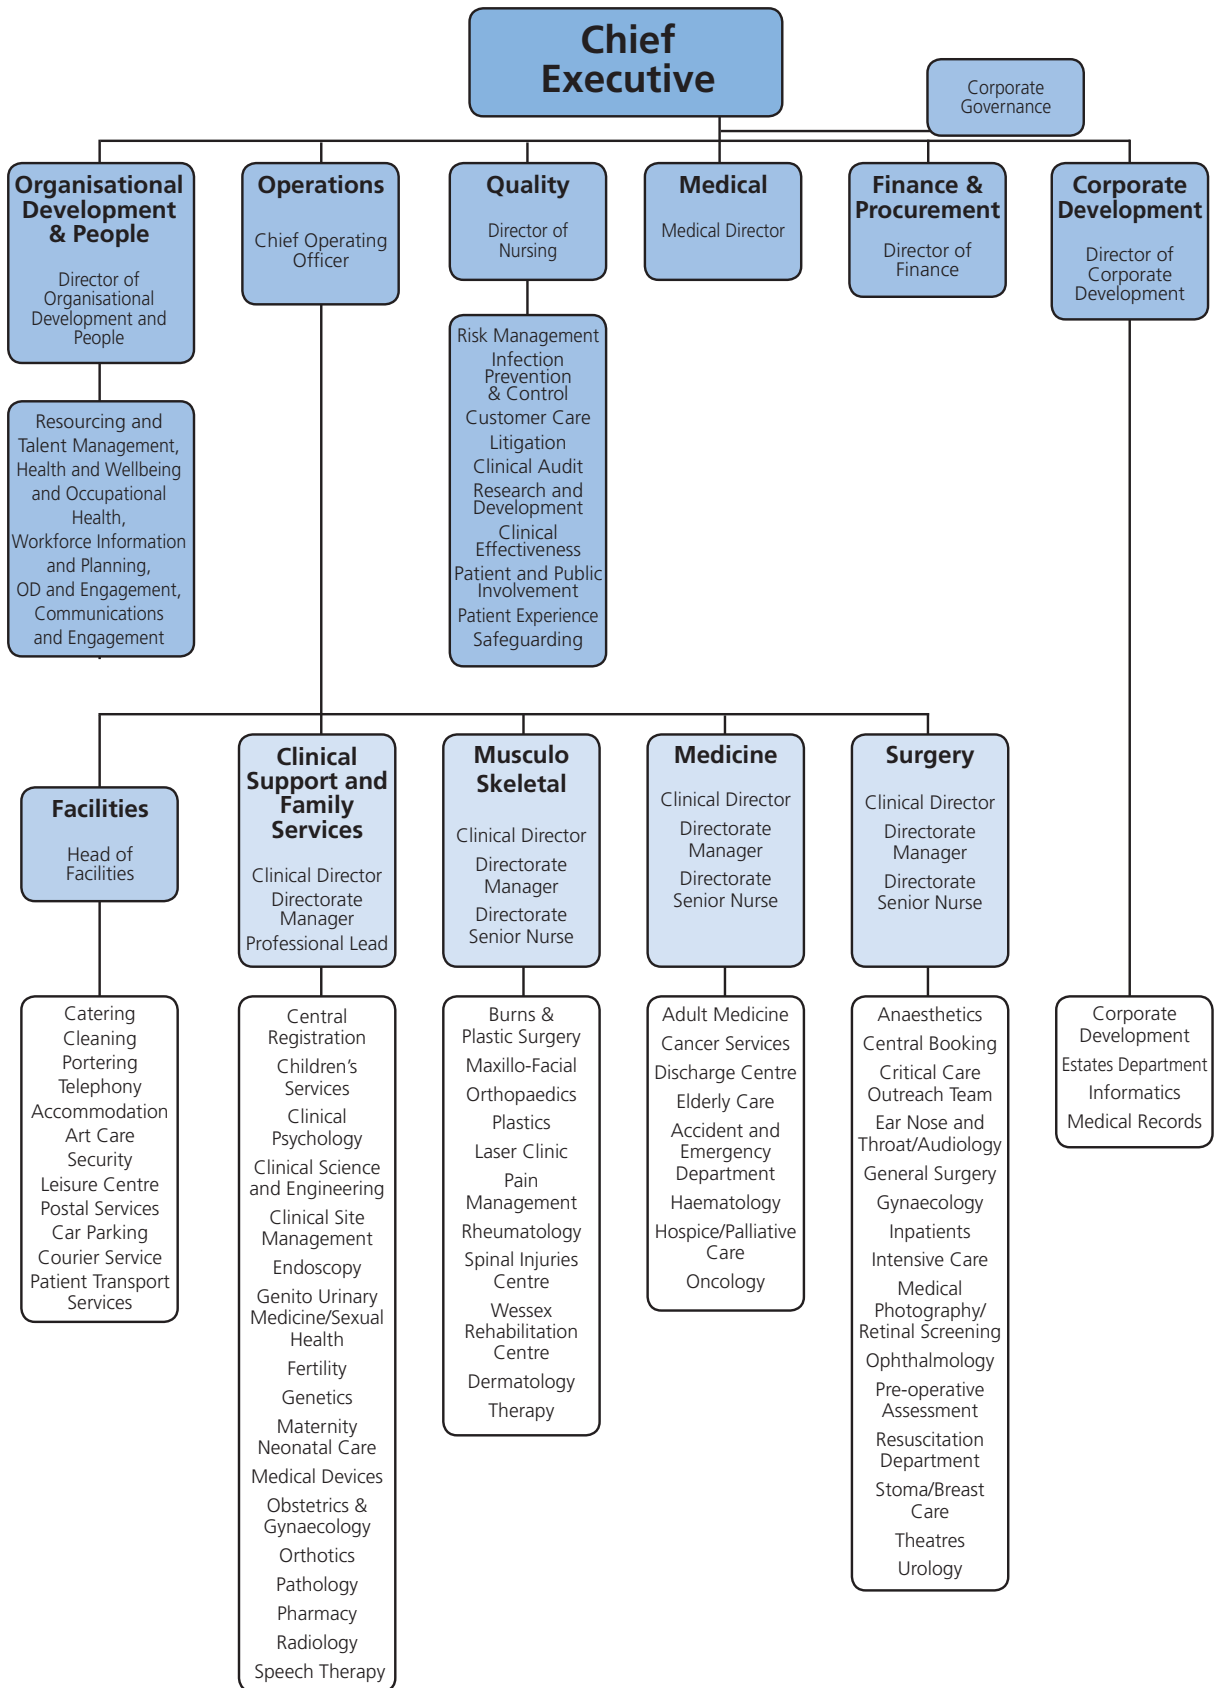 Chief
Executive
Corporate
Governance
Organisational
Development
& People
Director of
Organisational
Development and
People
Operations
Chief Operating
Officer
Quality
Director of
Nursing
Medical
Medical Director
Finance &
Procurement
Director of
Finance
Corporate
Development
Director of
Corporate
Development
Resourcing and
Talent Management,
Health and Wellbeing
and Occupational
Health,
Workforce Information
and Planning,
OD and Engagement,
Communications
and Engagement
Risk Management
Infection
Prevention
& Control
Customer Care
Litigation
Clinical Audit
Research and
Development
Clinical
Effectiveness
Patient and Public
Involvement
Patient Experience
Safeguarding
Facilities
Head of
Facilities
Clinical
Support and
Family
Services
Clinical Director
Directorate
Manager
Professional Lead
Musculo
Skeletal
Clinical Director
Directorate
Manager
Directorate
Senior Nurse
Medicine
Clinical Director
Directorate
Manager
Directorate
Senior Nurse
Surgery
Clinical Director
Directorate
Manager
Directorate
Senior Nurse
Catering
Cleaning
Portering
Telephony
Accommodation
Art Care
Security
Leisure Centre
Postal Services
Car Parking
Courier Service
Patient Transport
Services
Central
Registration
Children's
Services
Clinical
Psychology
Clinical Science
and Engineering
Clinical Site
Management
Endoscopy
Genito Urinary
Medicine/Sexual
Health
Fertility
Genetics
Maternity
Neonatal Care
Medical Devices
Obstetrics &
Gynaecology
Orthotics
Pathology
Pharmacy
Radiology
Speech Therapy
Burns &
Plastic Surgery
Maxillo-Facial
Orthopaedics
Plastics
Laser Clinic
Pain
Management
Rheumatology
Spinal Injuries
Centre
Wessex
Rehabilitation
Centre
Dermatology
Therapy
Adult Medicine
Cancer Services
Discharge Centre
Elderly Care
Accident and
Emergency
Department
Haematology
Hospice/Palliative
Care
Oncology
Anaesthetics
Central Booking
Critical Care
Outreach Team
Ear Nose and
Throat/Audiology
General Surgery
Gynaecology
Inpatients
Intensive Care
Medical
Photography/
Retinal Screening
Ophthalmology
Pre-operative
Assessment
Resuscitation
Department
Stoma/Breast
Care
Theatres
Urology
Corporate
Development
Estates Department
Informatics
Medical Records